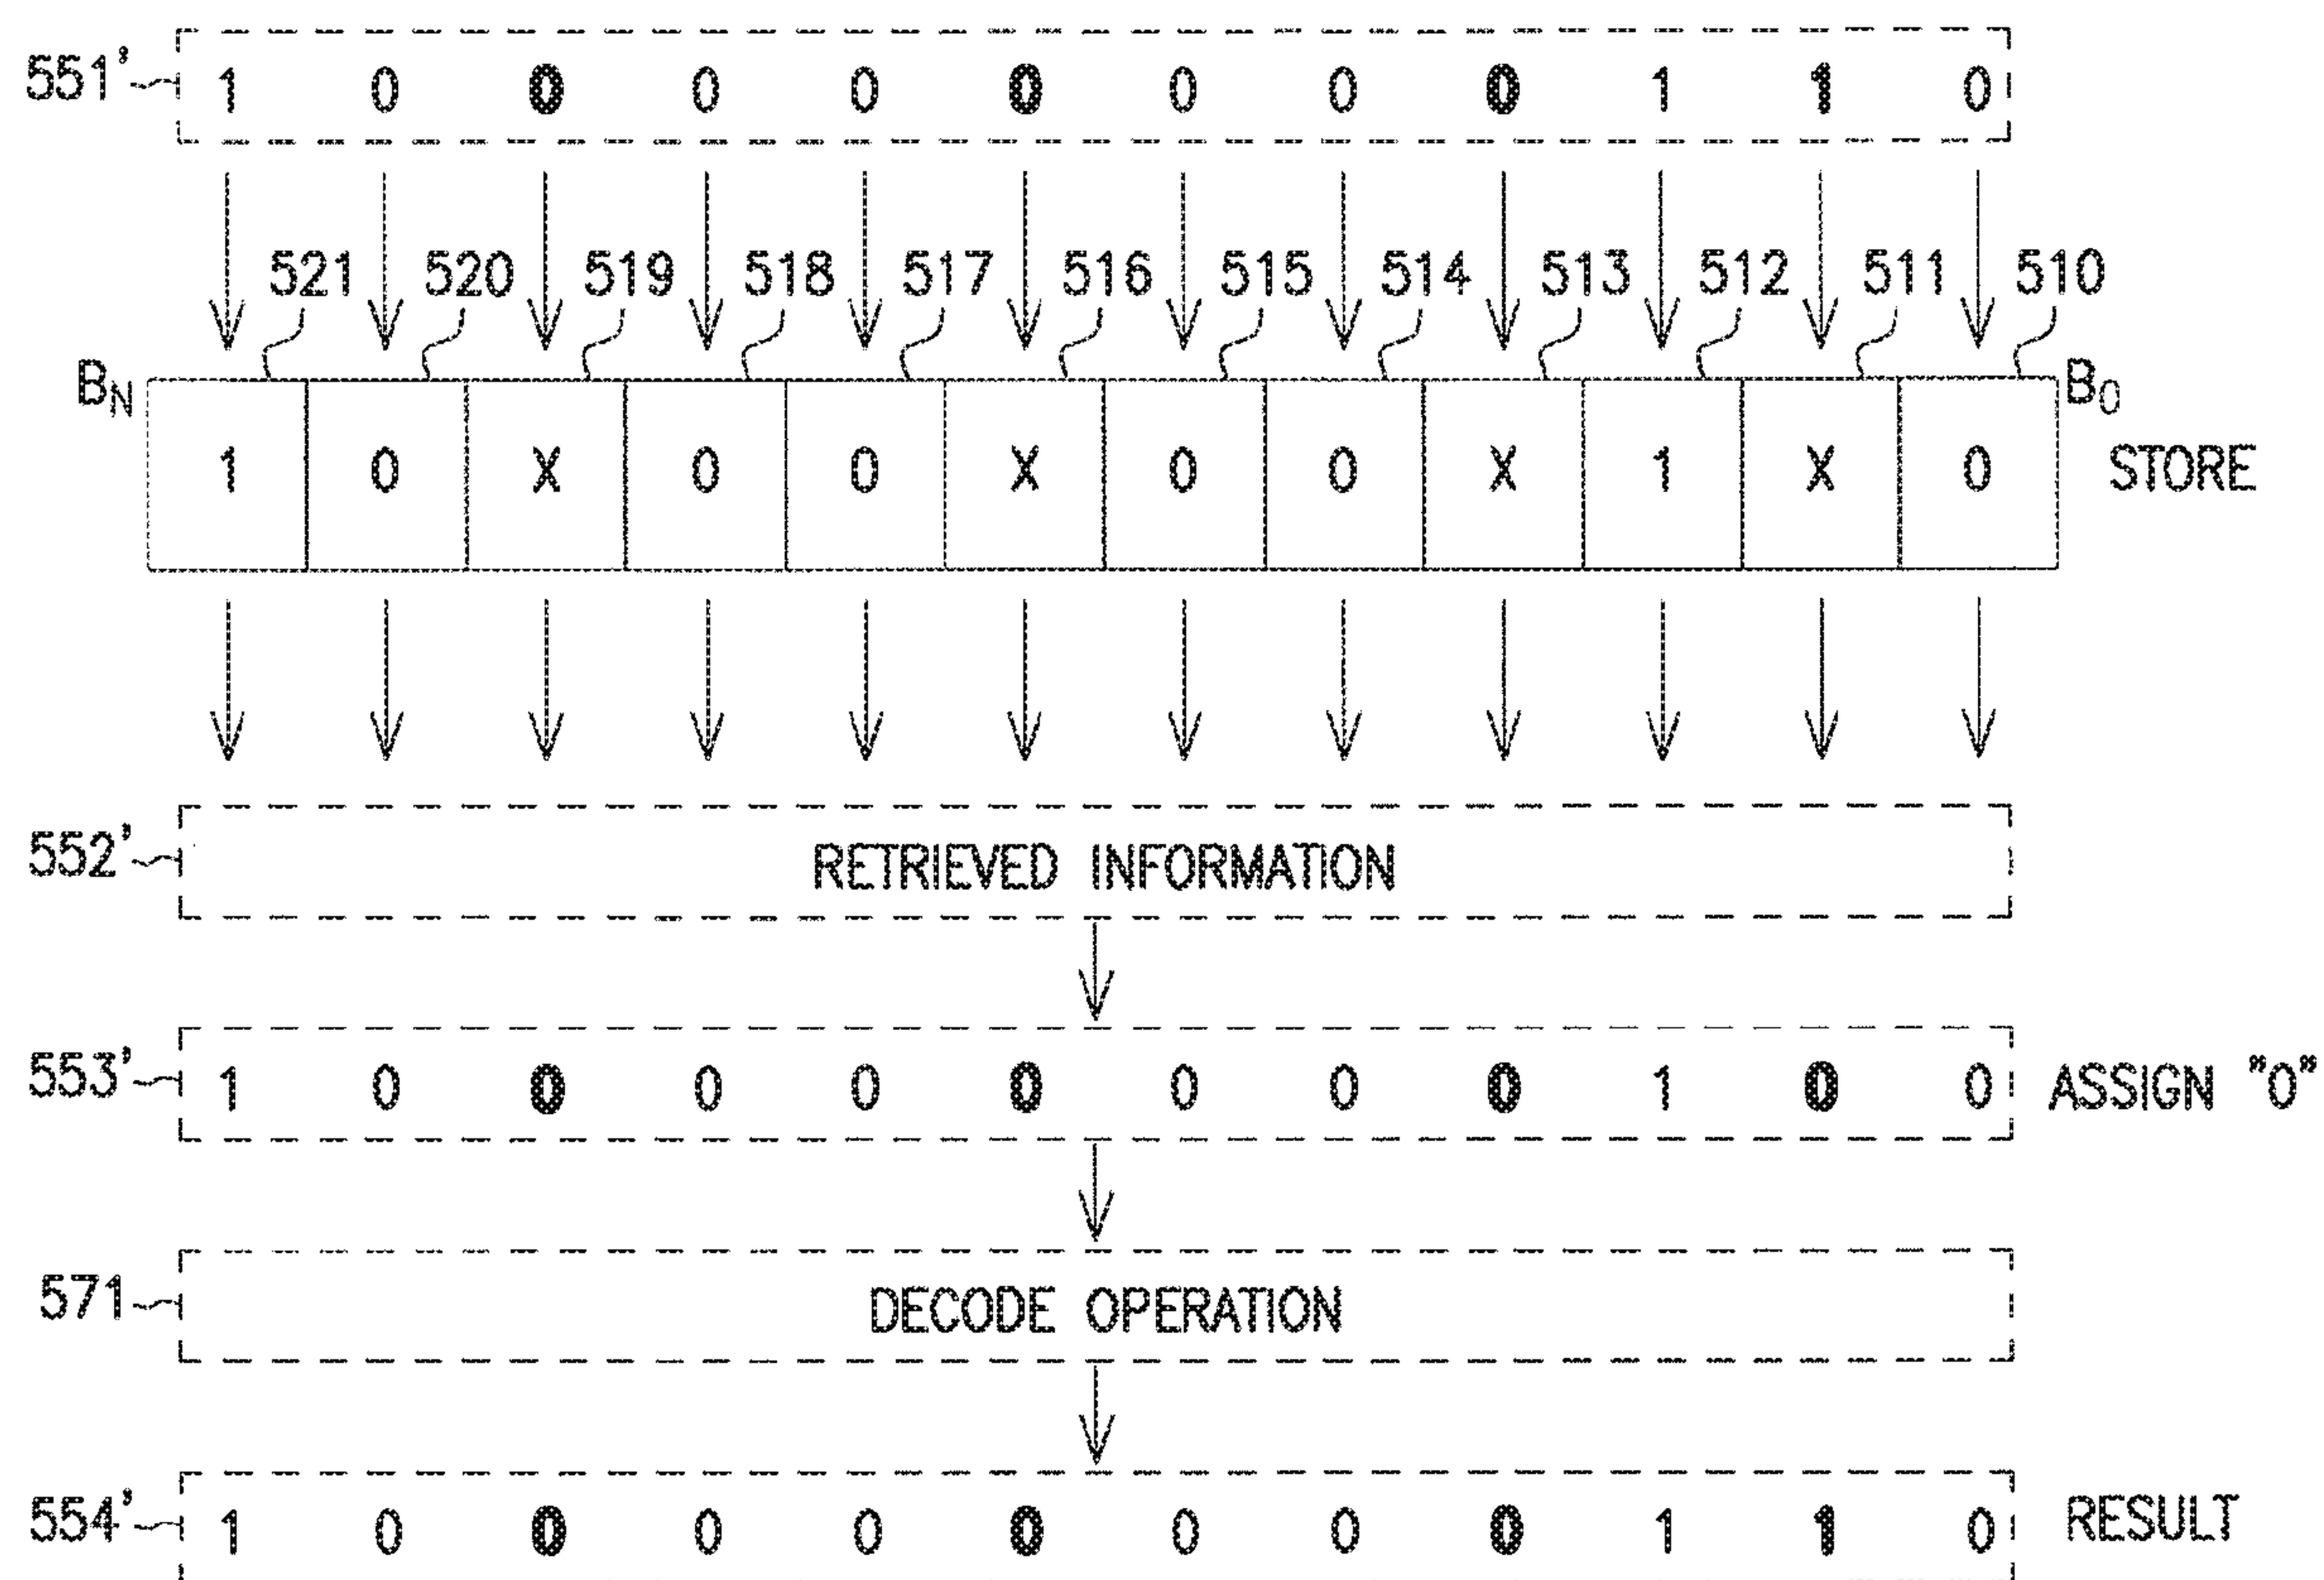 551' 1 0 0 0 0 0 0 0 0 1 1 0
521 520 519 518 517 516 515 514 513 512 511 510
BN B0
1 0 X 0 0 X 0 0 X 1 X 0 STORE
552' RETRIEVED INFORMATION
553' 1 0 0 0 0 0 0 0 0 1 0 0 ASSIGN "0"
571 DECODE OPERATION
554' 1 0 0 0 0 0 0 0 0 1 1 0 RESULT